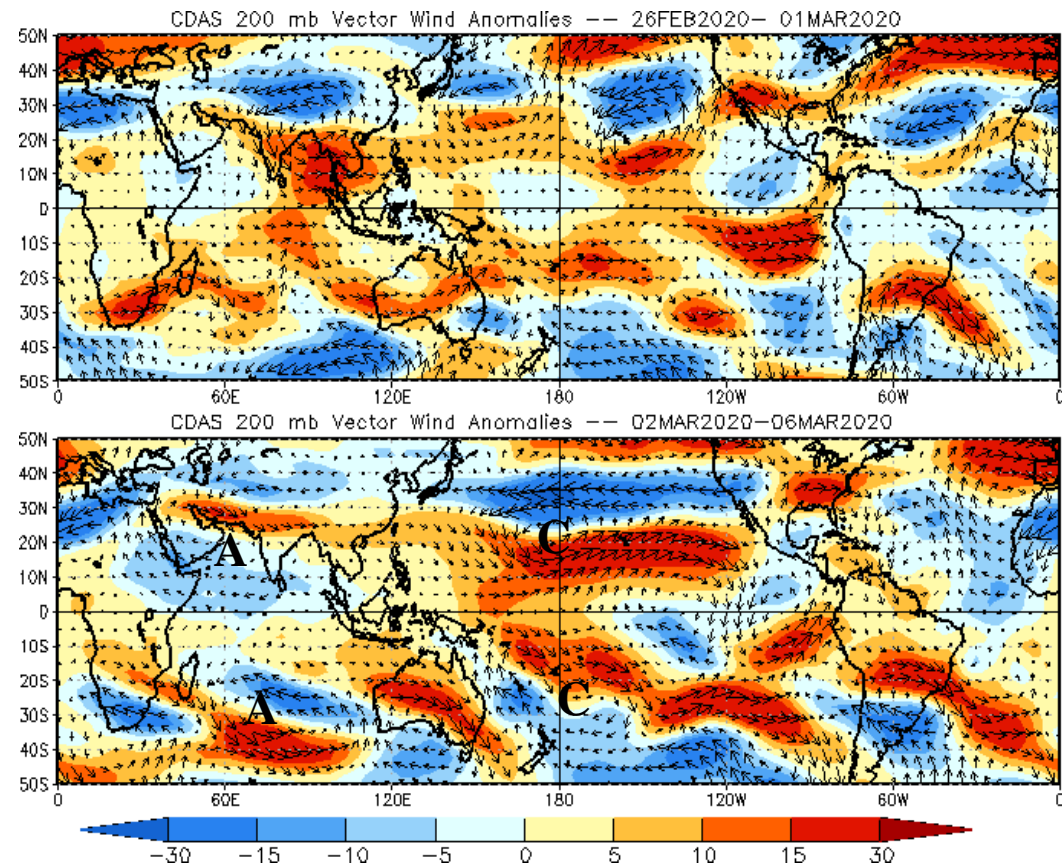 CDAS 200 mb Vector Wind Anomalies -- 26FEB2020- 01MAR2020
50N
40N
30N
20N
10N
0
10S
20S
30S
40S
50S
0 60E 120E 180 120W 60W 0
CDAS 200 mb Vector Wind Anomalies -- 02MAR2020-06MAR2020
50N
40N
30N
20N
10N
0
10S
20S
30S
40S
50S
A C
A C
0 60E 120E 180 120W 60W 0
-30 -15 -10 -5 0 5 10 15 30